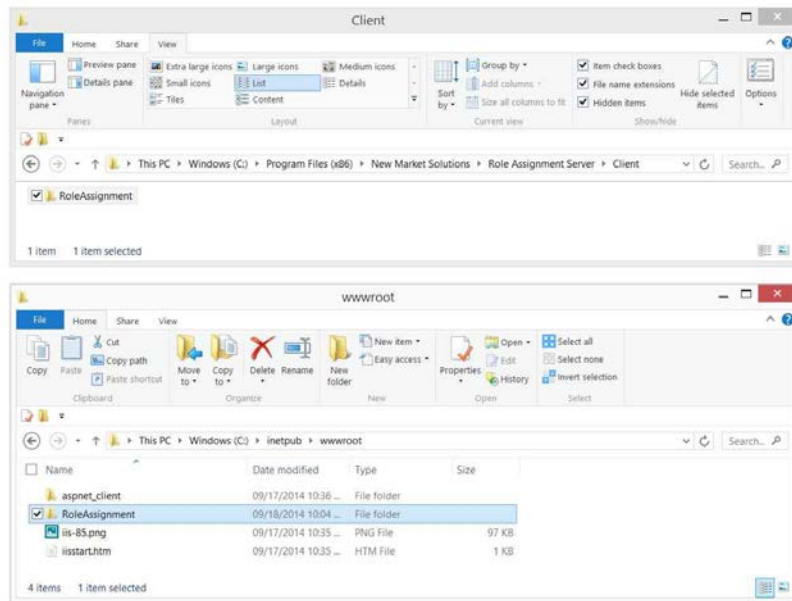 Client
File Home Share View
Navigation pane
Preview pane
Details pane
Panes
Extra large icons Large icons Medium icons
Small icons List Details
Tiles Content
Layout
Sort by
Group by
Add columns
Size all columns to fit
Current view
Item check boxes
File name extensions
Hidden items
Hide selected items
Show/hide
Options
This PC Windows (C:) Program Files (x86) New Market Solutions Role Assignment Server Client Search...
RoleAssignment
1 item 1 item selected
wwwroot
File Home Share View
Copy Paste
Cut
Copy path
Paste shortcut
Clipboard
Move to Copy to Delete Rename
Organize
New folder
New item
Easy access
New
Properties
Open
Edit
History
Open
Select all
Select none
Invert selection
Select
This PC Windows (C:) inetpub wwwroot Search...
Name Date modified Type Size
aspnet_client 09/17/2014 10:36 ... File folder
RoleAssignment 09/18/2014 10:04 ... File folder
iis-85.png 09/17/2014 10:35 ... PNG File 97 KB
iisstart.htm 09/17/2014 10:35 ... HTM File 1 KB
4 items 1 item selected